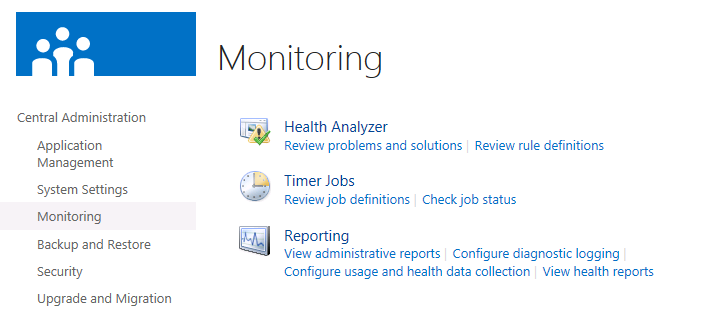 Monitoring
Central Administration
Application
Management
System Settings
Monitoring
Backup and Restore
Security
Upgrade and Migration
Health Analyzer
Review problems and solutions | Review rule definitions
Timer Jobs
Review job definitions | Check job status
Reporting
View administrative reports | Configure diagnostic logging |
Configure usage and health data collection | View health reports